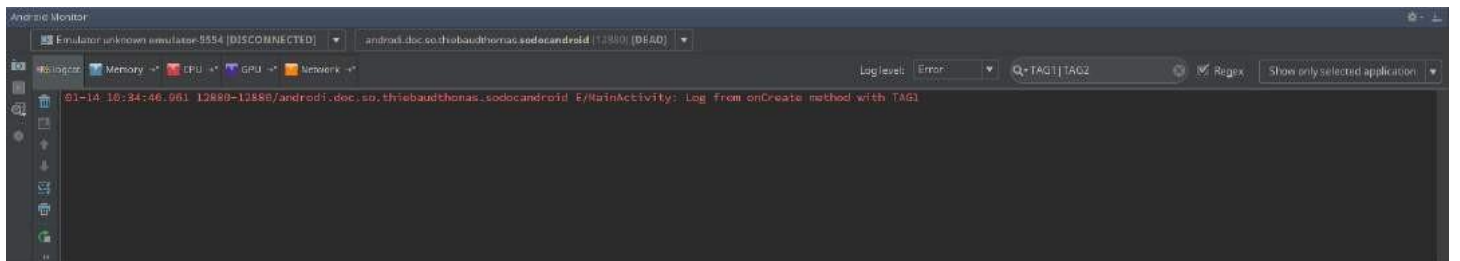 Android Monitor
Emulator unknown emulator-5554 [DISCONNECTED] androdi.doc.so.thiebaudthomas.sodocandroid (12880) [DEAD]
logcat Memory CPU GPU Network Log level: Error TAG1|TAG2 Regex Show only selected application
01-14 10:34:46.961 12880-12880/androdi.doc.so.thiebaudthomas.sodocandroid E/MainActivity: Log from onCreate method with TAG1